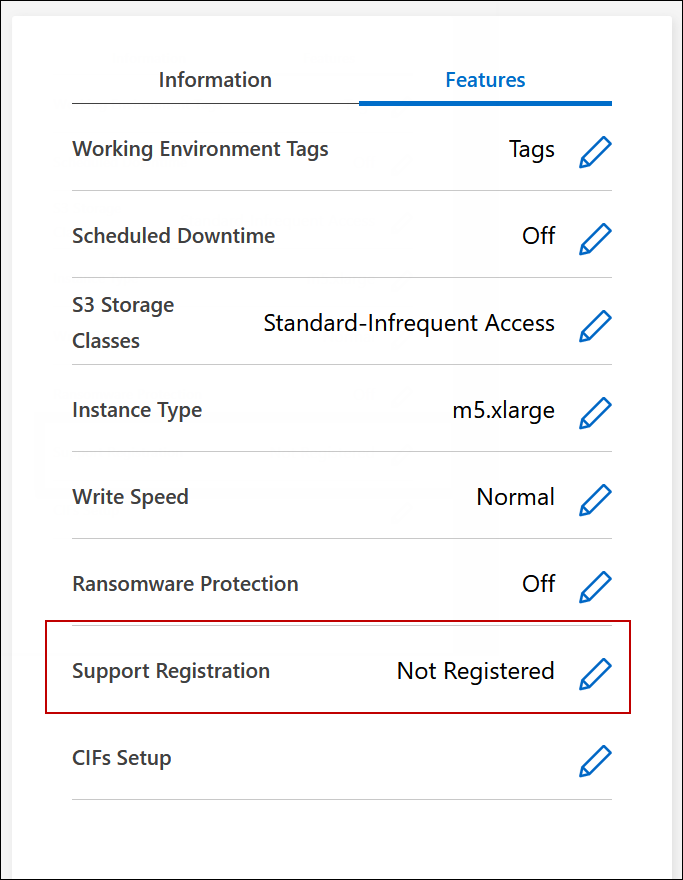 Information Features
Working Environment Tags Tags
Scheduled Downtime Off
S3 Storage
Classes Standard-Infrequent Access
Instance Type m5.xlarge
Write Speed Normal
Ransomware Protection Off
Support Registration Not Registered
CIFs Setup